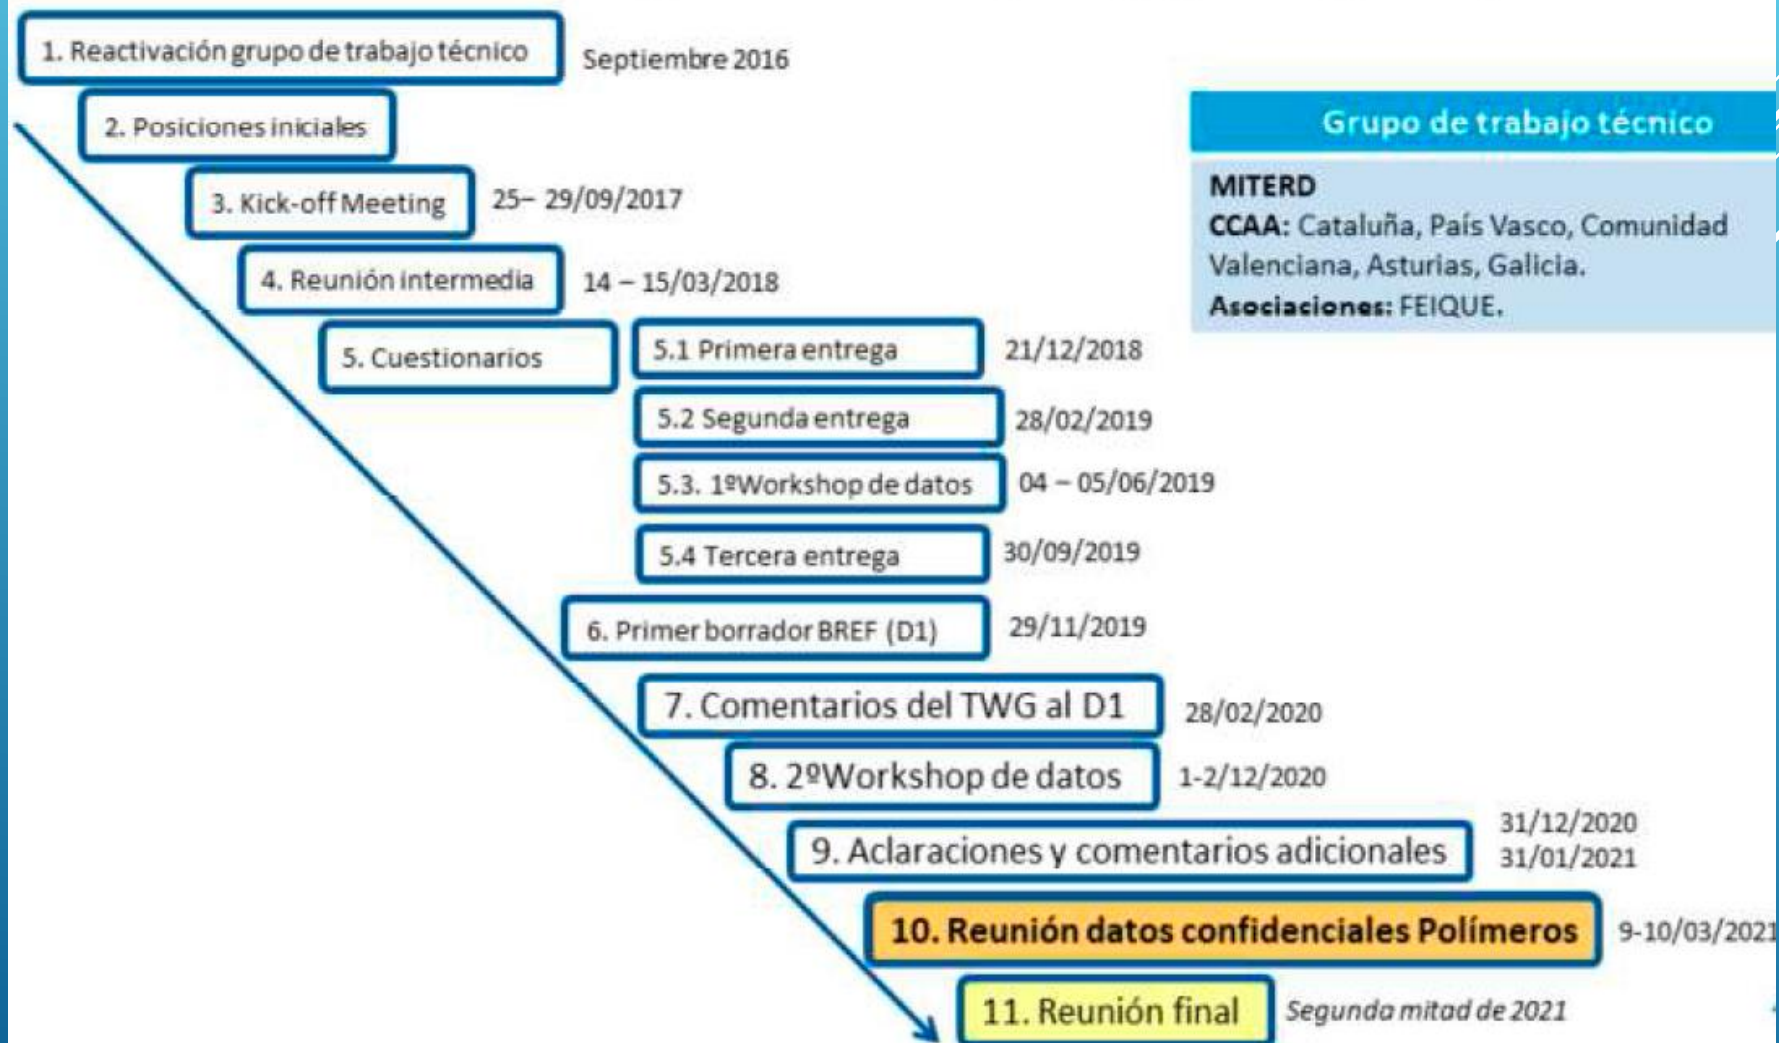 1. Reactivación grupo de trabajo técnico
Septiembre 2016
2. Posiciones iniciales
3. Kick-off Meeting
25– 29/09/2017
4. Reunión intermedia
14 – 15/03/2018
5. Cuestionarios
5.1 Primera entrega
21/12/2018
5.2 Segunda entrega
28/02/2019
5.3. 1ºWorkshop de datos
04 – 05/06/2019
5.4 Tercera entrega
30/09/2019
6. Primer borrador BREF (D1)
29/11/2019
7. Comentarios del TWG al D1
28/02/2020
8. 2ºWorkshop de datos
1-2/12/2020
9. Aclaraciones y comentarios adicionales
31/12/2020
31/01/2021
10. Reunión datos confidenciales Polímeros
9-10/03/2021
11. Reunión final
Segunda mitad de 2021
Grupo de trabajo técnico
MITERD
CCAA: Cataluña, País Vasco, Comunidad
Valenciana, Asturias, Galicia.
Asociaciones: FEIQUE.